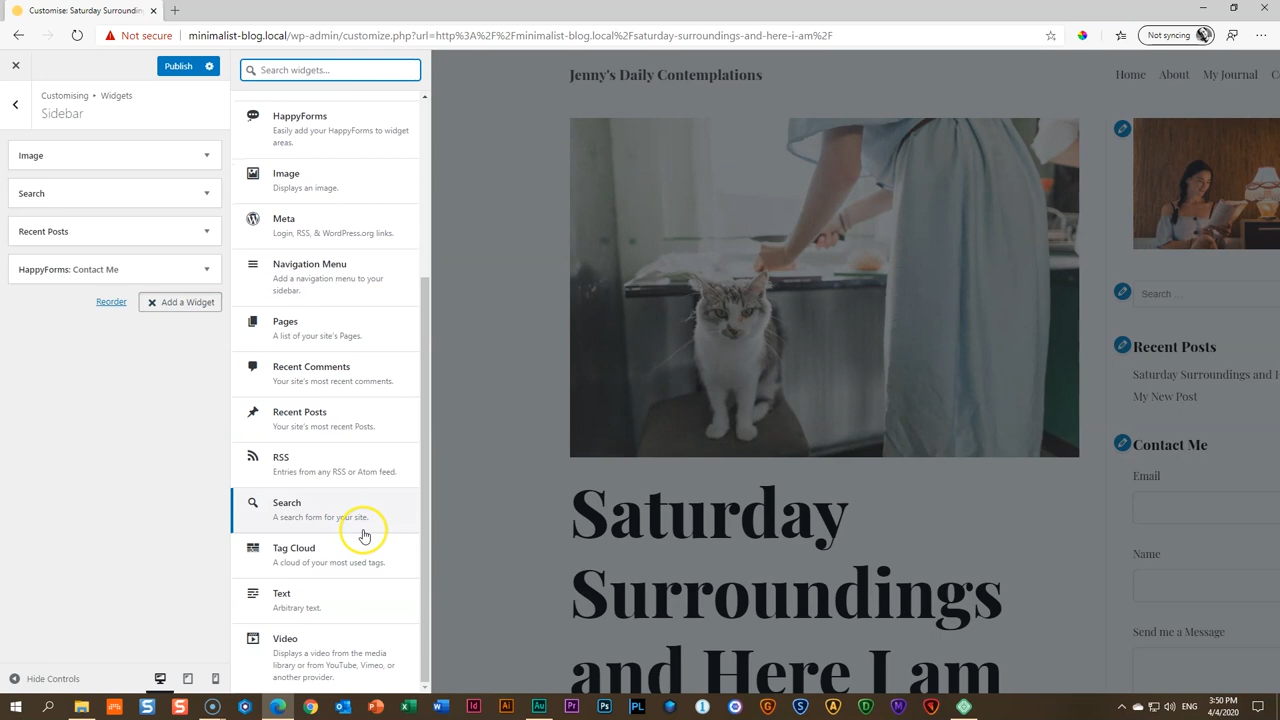 Customise: Saturday Surroundin
Not secure
minimalist-blog.local/wp-admin/customize.php?url=http%3A%2F%2Fminimalist-blog.local%2Fsaturday-surroundings-and-here-i-am%2F
Not syncing
Publish
Customising ▸ Widgets
Sidebar
Image
Search
Recent Posts
HappyForms: Contact Me
Reorder
Add a Widget
Hide Controls
Search widgets...
HappyForms
Easily add your HappyForms to widget
areas.
Image
Displays an image.
Meta
Login, RSS, & WordPress.org links.
Navigation Menu
Add a navigation menu to your
sidebar.
Pages
A list of your site's Pages.
Recent Comments
Your site's most recent comments.
Recent Posts
Your site's most recent Posts.
RSS
Entries from any RSS or Atom feed.
Search
A search form for your site.
Tag Cloud
A cloud of your most used tags.
Text
Arbitrary text.
Video
Displays a video from the media
library or from YouTube, Vimeo, or
another provider.
Jenny's Daily Contemplations
Home
About
My Journal
C
Saturday
Surroundings
and Here I am
Search …
Recent Posts
Saturday Surroundings and H
My New Post
Contact Me
Email
Name
Send me a Message
3:50 PM
4/4/2020